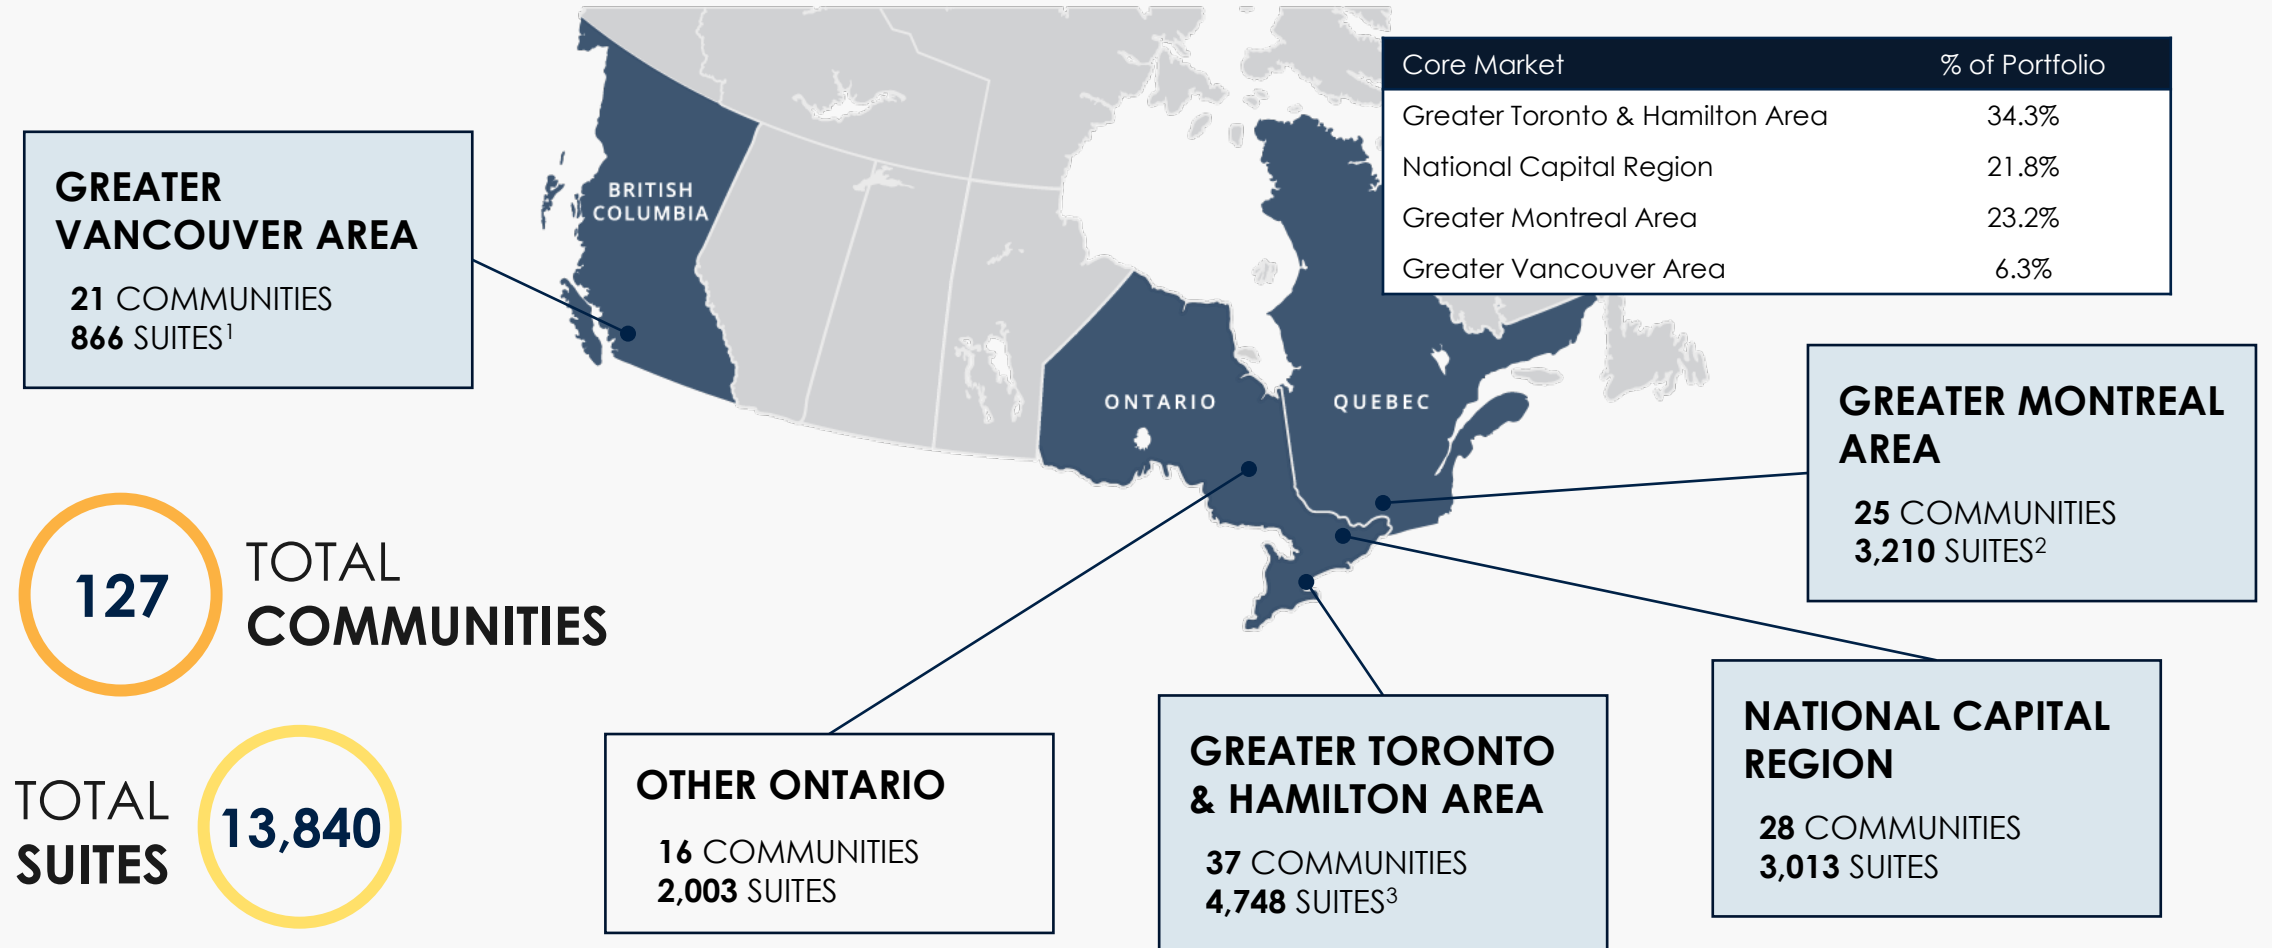 Core Market % of Portfolio
Greater Toronto & Hamilton Area 34.3%
National Capital Region 21.8%
Greater Montreal Area 23.2%
Greater Vancouver Area 6.3%
GREATER
VANCOUVER AREA
21 COMMUNITIES
866 SUITES¹
BRITISH
COLUMBIA
ONTARIO
QUEBEC
GREATER MONTREAL
AREA
25 COMMUNITIES
3,210 SUITES²
127
TOTAL
COMMUNITIES
TOTAL
SUITES
13,840
OTHER ONTARIO
16 COMMUNITIES
2,003 SUITES
GREATER TORONTO
& HAMILTON AREA
37 COMMUNITIES
4,748 SUITES³
NATIONAL CAPITAL
REGION
28 COMMUNITIES
3,013 SUITES